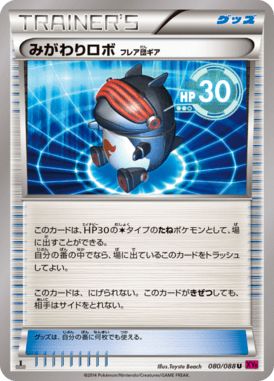 TRAINER'S グッズ
みがわりロボ フレア団ギア
HP 30
このカードは、HP30の✶タイプのたねポケモンとして、場
に出すことができる。
自分の番の中でなら、場に出ているこのカードをトラッシュ
してよい。
このカードは、にげられない。このカードがきぜつしても、
相手はサイドをとれない。
グッズは、自分の番に何枚でも使える。
Illus.Toyste Beach 080/088 U
©2014 Pokémon/Nintendo/Creatures/GAME FREAK.